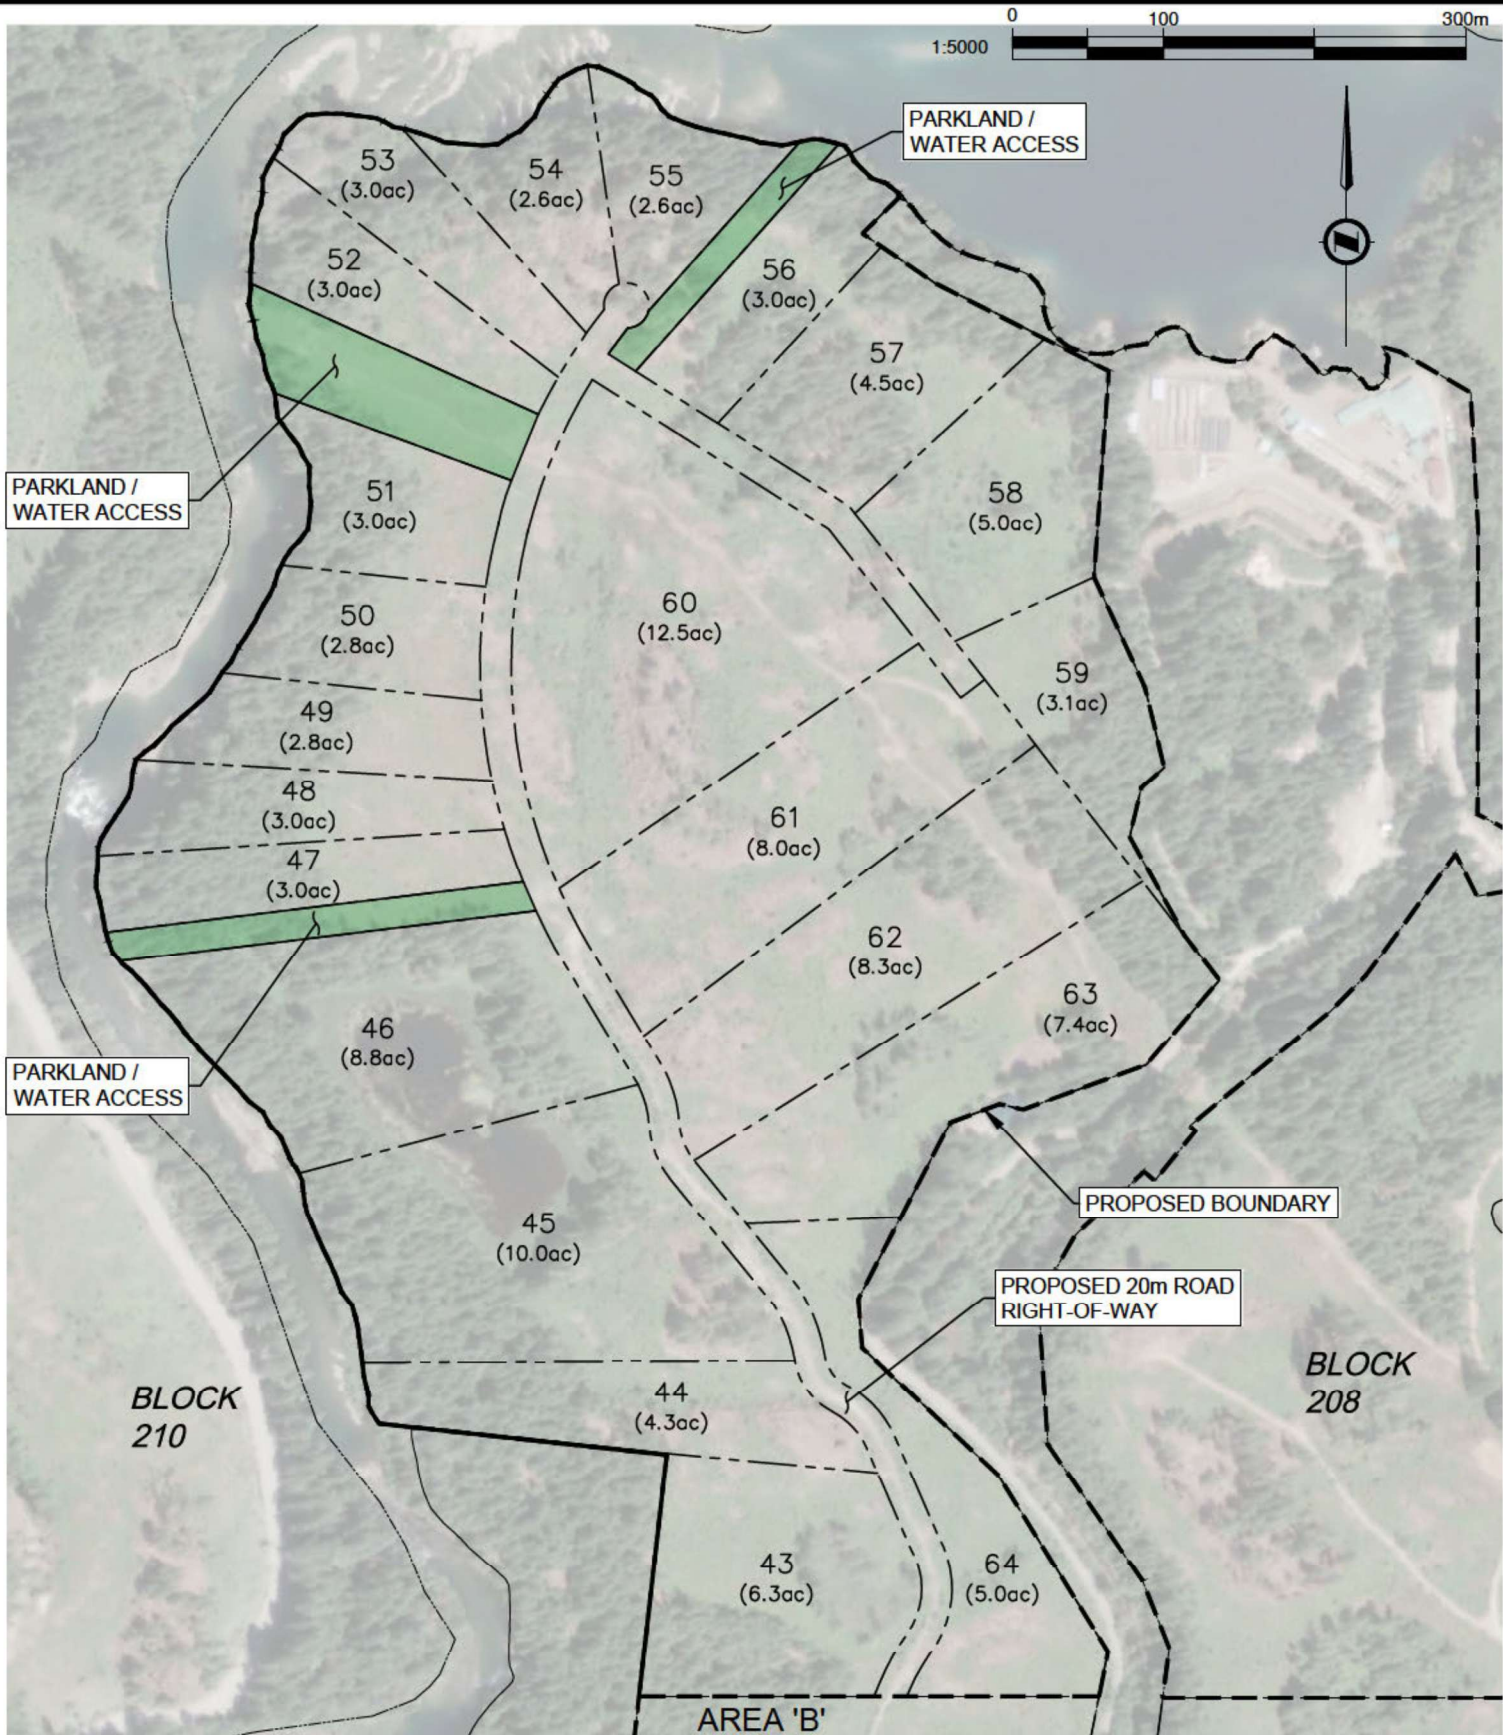 0 100 300m
1:5000
PARKLAND /
WATER ACCESS
53
(3.0ac)
54
(2.6ac)
55
(2.6ac)
52
(3.0ac)
56
(3.0ac)
57
(4.5ac)
PARKLAND /
WATER ACCESS
51
(3.0ac)
58
(5.0ac)
50
(2.8ac)
60
(12.5ac)
59
(3.1ac)
49
(2.8ac)
48
(3.0ac)
61
(8.0ac)
47
(3.0ac)
62
(8.3ac)
63
(7.4ac)
46
(8.8ac)
PARKLAND /
WATER ACCESS
PROPOSED BOUNDARY
45
(10.0ac)
PROPOSED 20m ROAD
RIGHT-OF-WAY
BLOCK
210
44
(4.3ac)
BLOCK
208
43
(6.3ac)
64
(5.0ac)
AREA 'B'